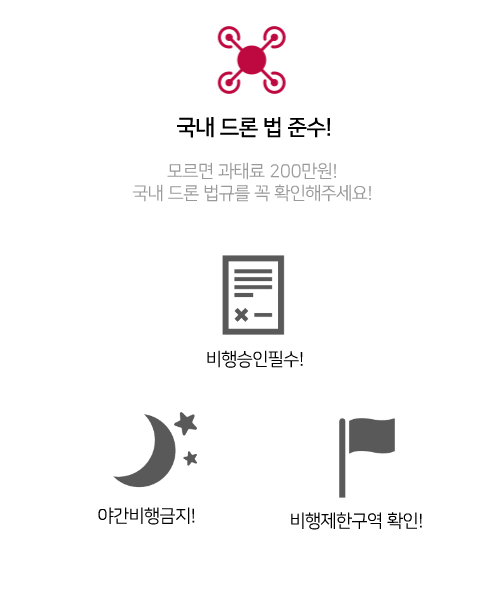 국내 드론 법 준수!
모르면 과태료 200만원!
국내 드론 법규를 꼭 확인해주세요!
비행승인필수!
야간비행금지!
비행제한구역 확인!